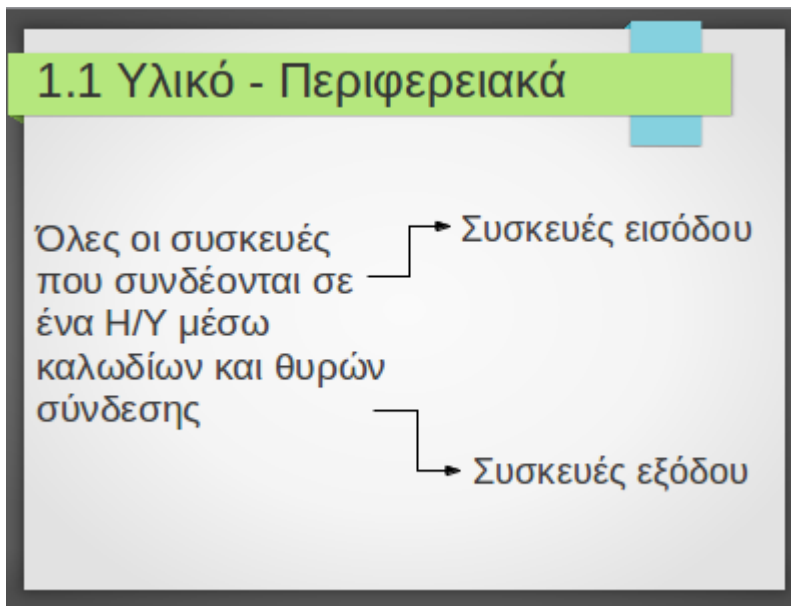 1.1 Υλικό - Περιφερειακά
Όλες οι συσκευές
που συνδέονται σε
ένα Η/Υ μέσω
καλωδίων και θυρών
σύνδεσης
Συσκευές εισόδου
Συσκευές εξόδου